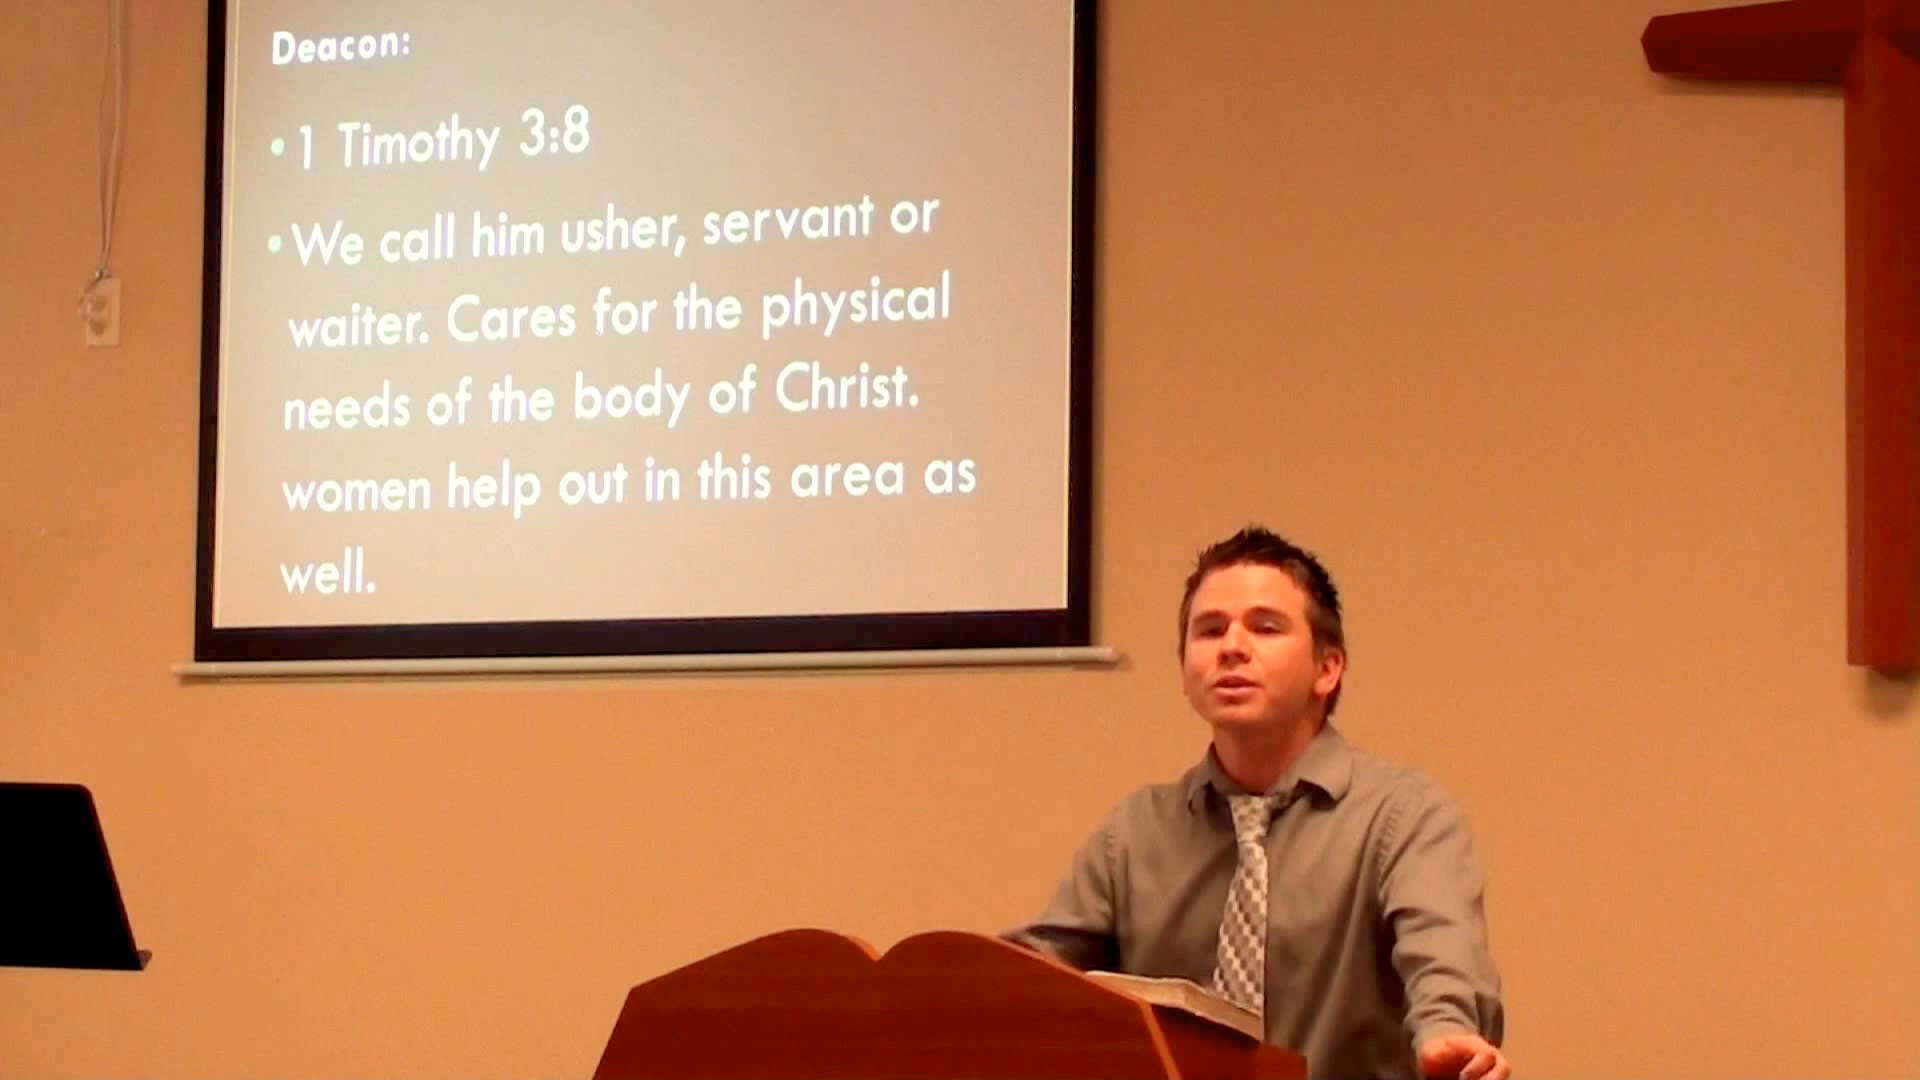 Deacon:
• 1 Timothy 3:8
• We call him usher, servant or
waiter. Cares for the physical
needs of the body of Christ.
women help out in this area as
well.